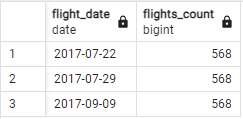 flight_date flights_count
date bigint
1 2017-07-22 568
2 2017-07-29 568
3 2017-09-09 568